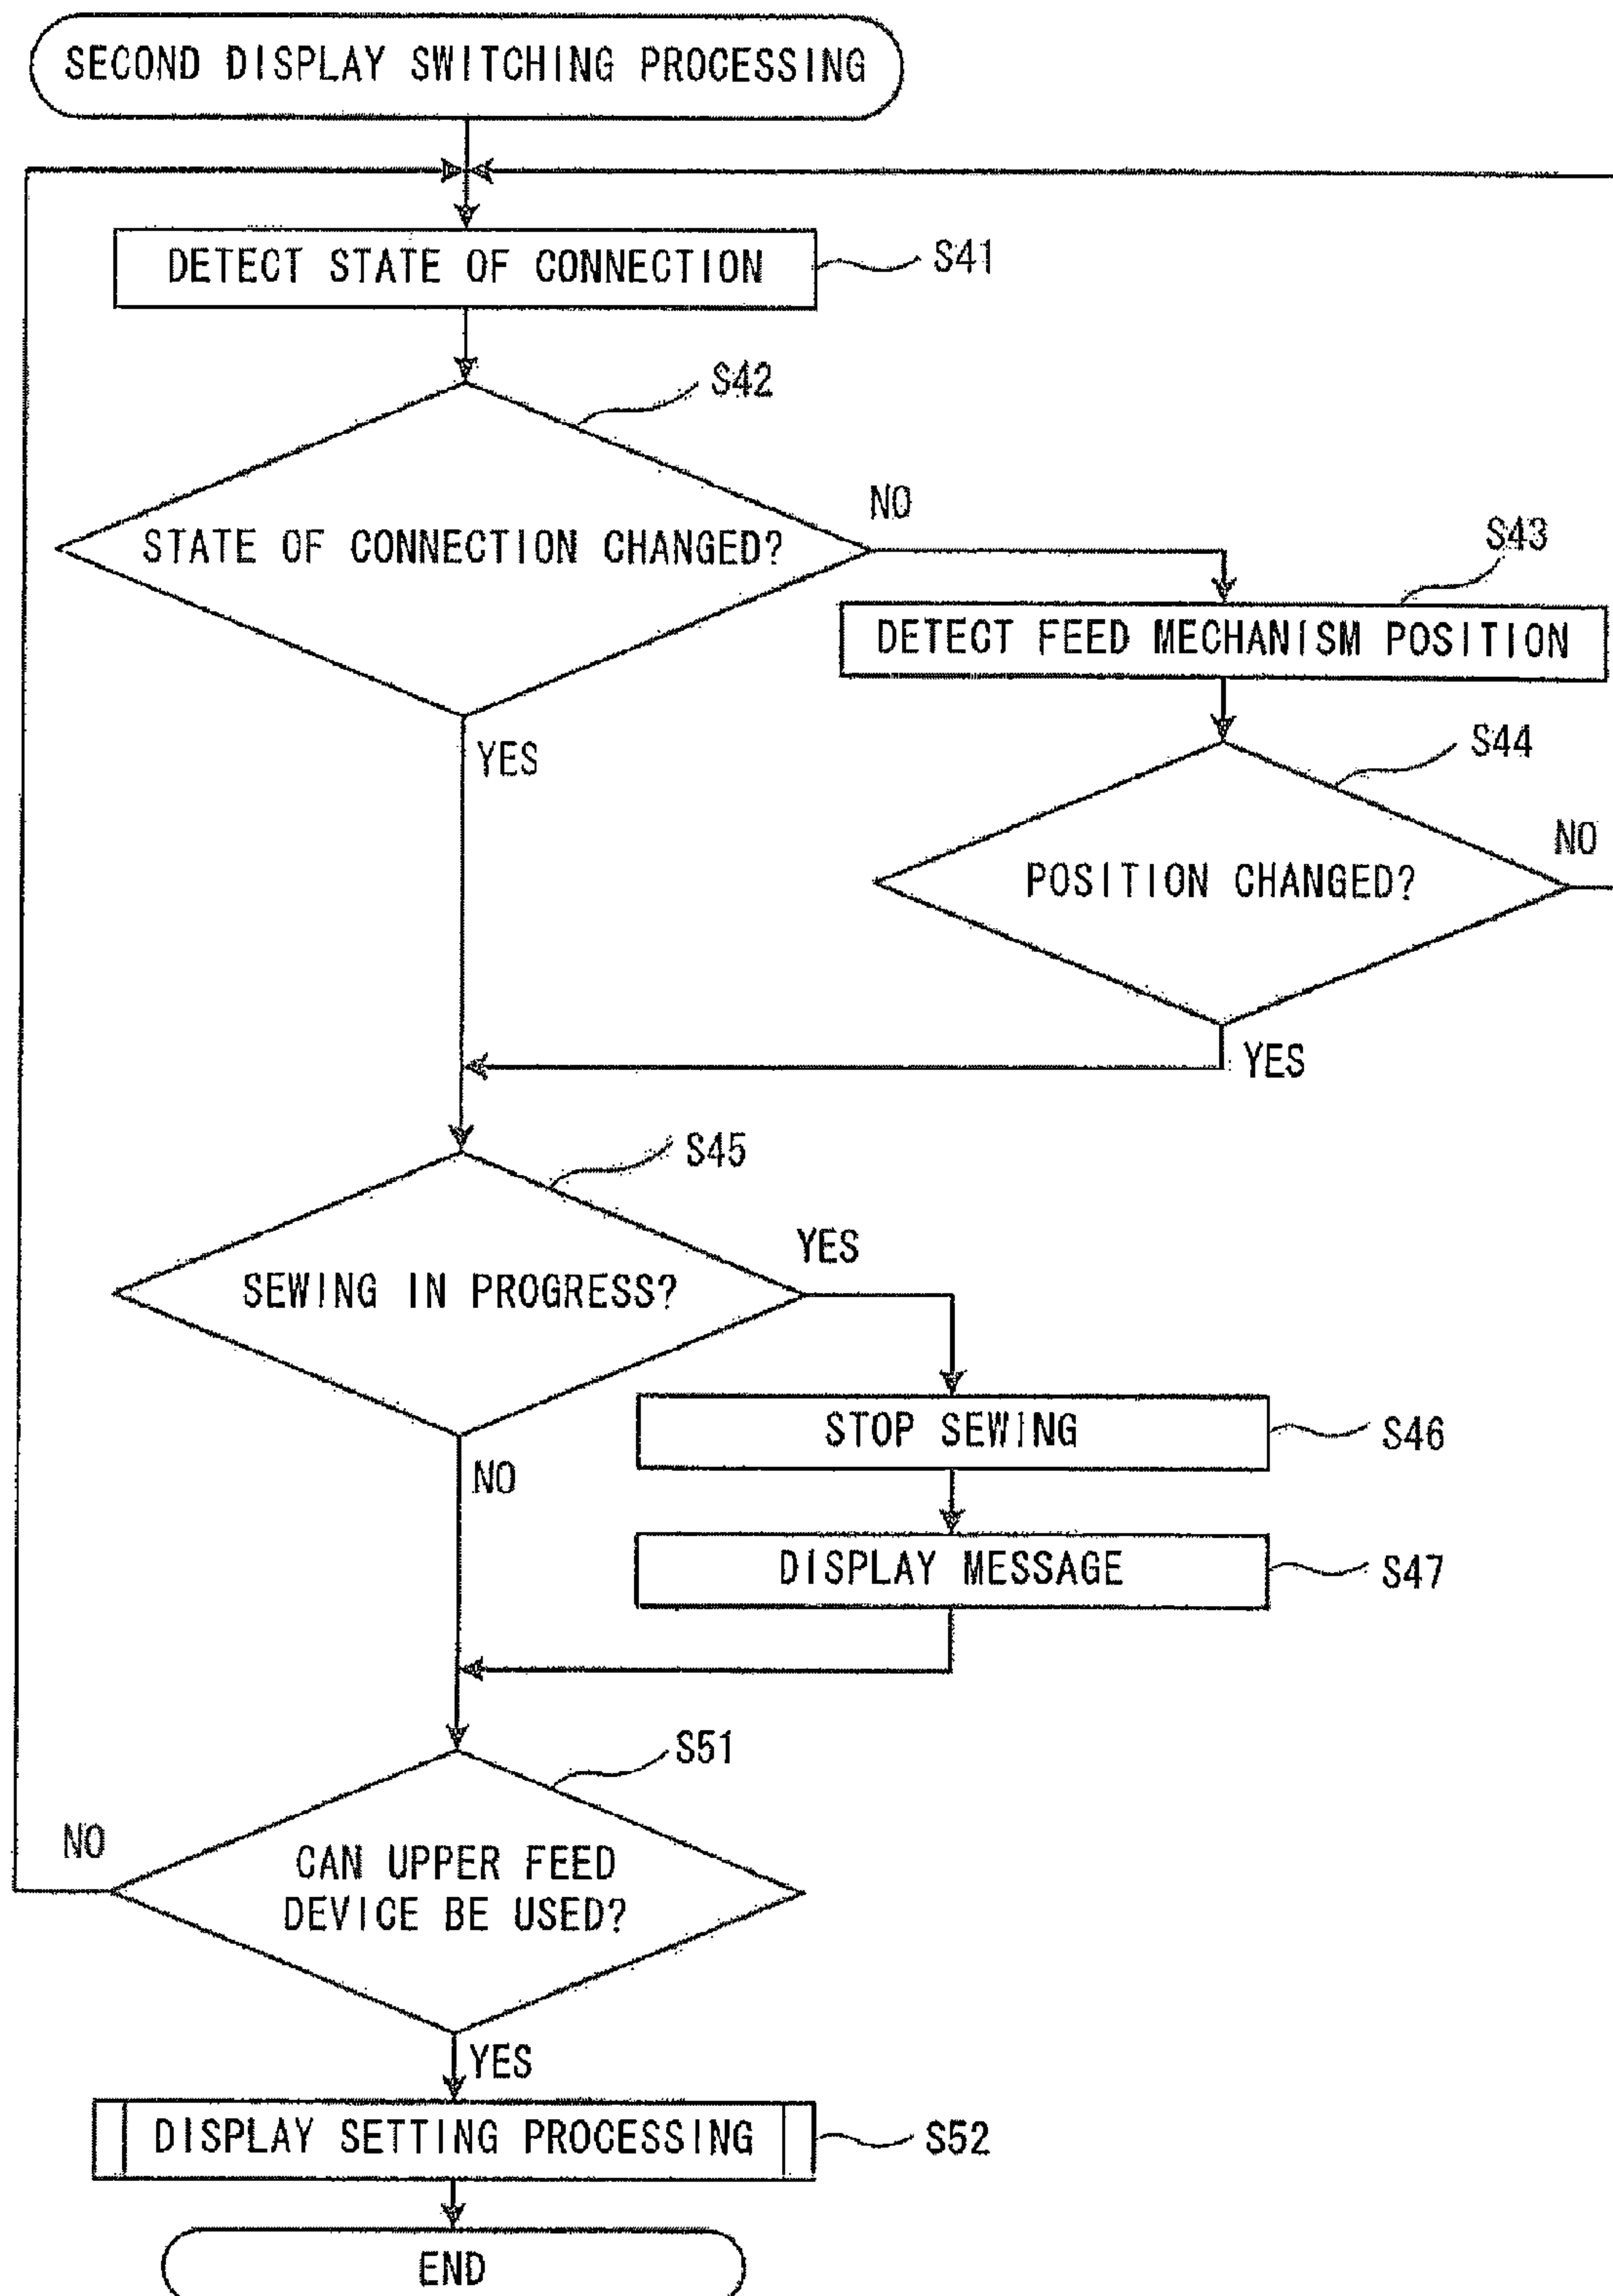 SECOND DISPLAY SWITCHING PROCESSING
DETECT STATE OF CONNECTION
S41
S42
STATE OF CONNECTION CHANGED?
NO
S43
DETECT FEED MECHANISM POSITION
YES
S44
POSITION CHANGED?
NO
YES
S45
SEWING IN PROGRESS?
YES
STOP SEWING
S46
NO
DISPLAY MESSAGE
S47
S51
NO
CAN UPPER FEED
DEVICE BE USED?
YES
DISPLAY SETTING PROCESSING
S52
END